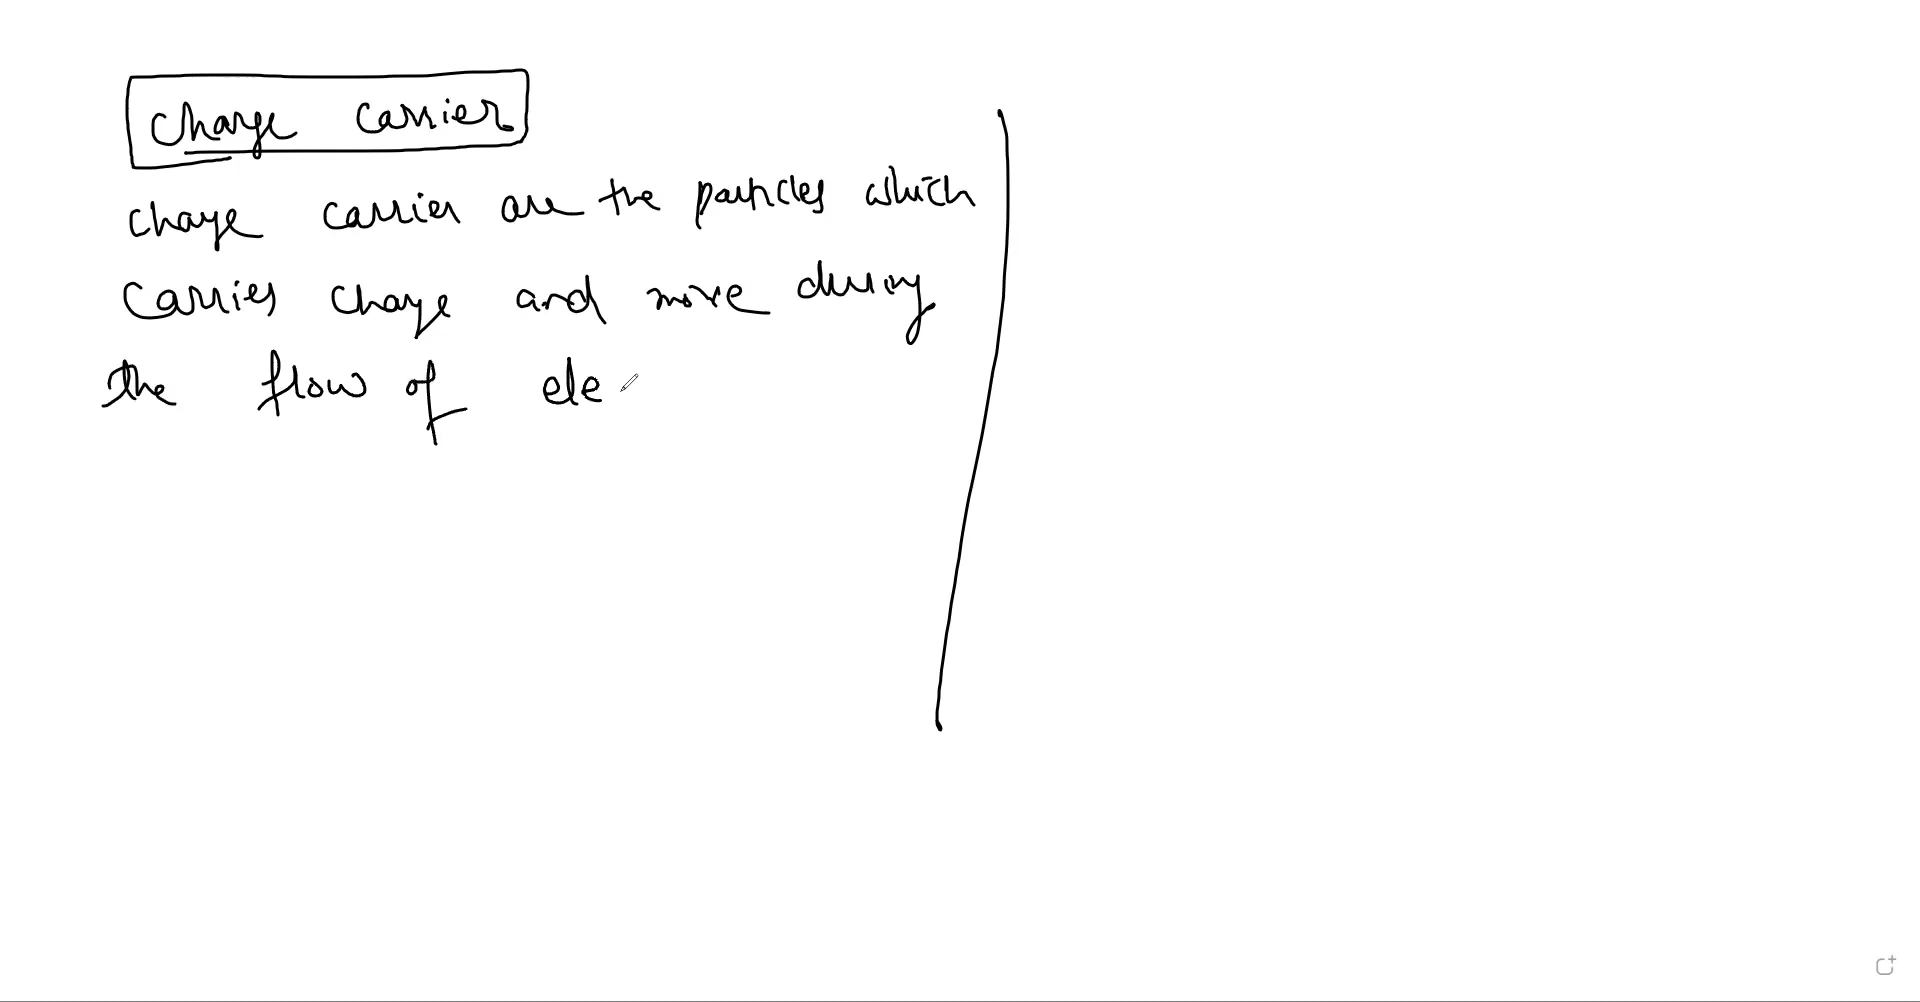 Charge Carrier
Charge carrier are the particles which
Carries charge and move during
the flow of ele